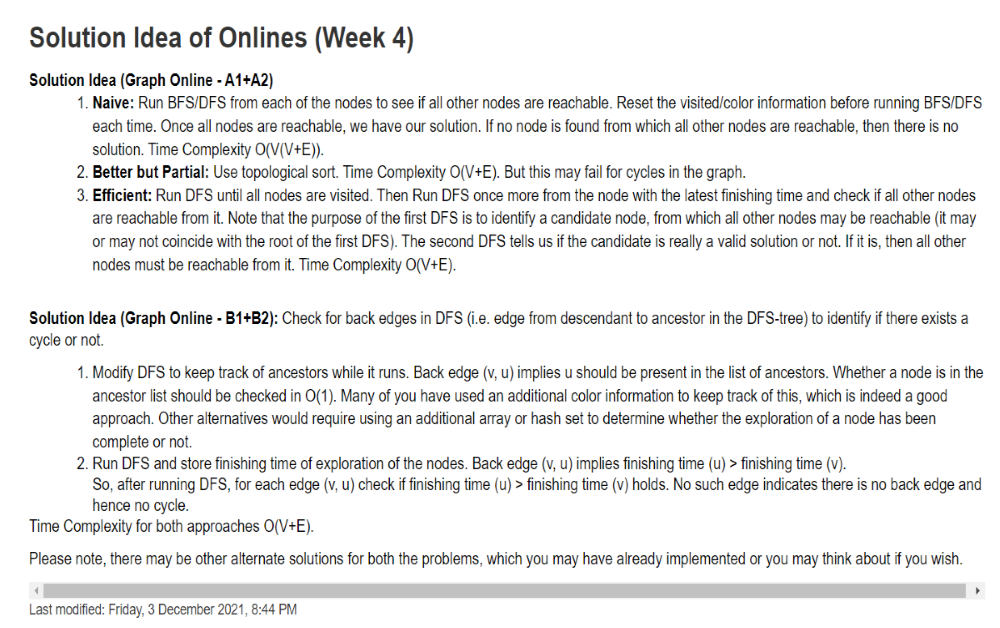 Solution Idea of Onlines (Week 4)
Solution Idea (Graph Online - A1+A2)
1. Naive: Run BFS/DFS from each of the nodes to see if all other nodes are reachable. Reset the visited/color information before running BFS/DFS
each time. Once all nodes are reachable, we have our solution. If no node is found from which all other nodes are reachable, then there is no
solution. Time Complexity O(V(V+E)).
2. Better but Partial: Use topological sort. Time Complexity O(V+E). But this may fail for cycles in the graph.
3. Efficient: Run DFS until all nodes are visited. Then Run DFS once more from the node with the latest finishing time and check if all other nodes
are reachable from it. Note that the purpose of the first DFS is to identify a candidate node, from which all other nodes may be reachable (it may
or may not coincide with the root of the first DFS). The second DFS tells us if the candidate is really a valid solution or not. If it is, then all other
nodes must be reachable from it. Time Complexity O(V+E).
Solution Idea (Graph Online - B1+B2): Check for back edges in DFS (i.e. edge from descendant to ancestor in the DFS-tree) to identify if there exists a
cycle or not.
1. Modify DFS to keep track of ancestors while it runs. Back edge (v, u) implies u should be present in the list of ancestors. Whether a node is in the
ancestor list should be checked in O(1). Many of you have used an additional color information to keep track of this, which is indeed a good
approach. Other alternatives would require using an additional array or hash set to determine whether the exploration of a node has been
complete or not.
2. Run DFS and store finishing time of exploration of the nodes. Back edge (v, u) implies finishing time (u) > finishing time (v).
So, after running DFS, for each edge (v, u) check if finishing time (u) > finishing time (v) holds. No such edge indicates there is no back edge and
hence no cycle.
Time Complexity for both approaches O(V+E).
Please note, there may be other alternate solutions for both the problems, which you may have already implemented or you may think about if you wish.
Last modified: Friday, 3 December 2021, 8:44 PM